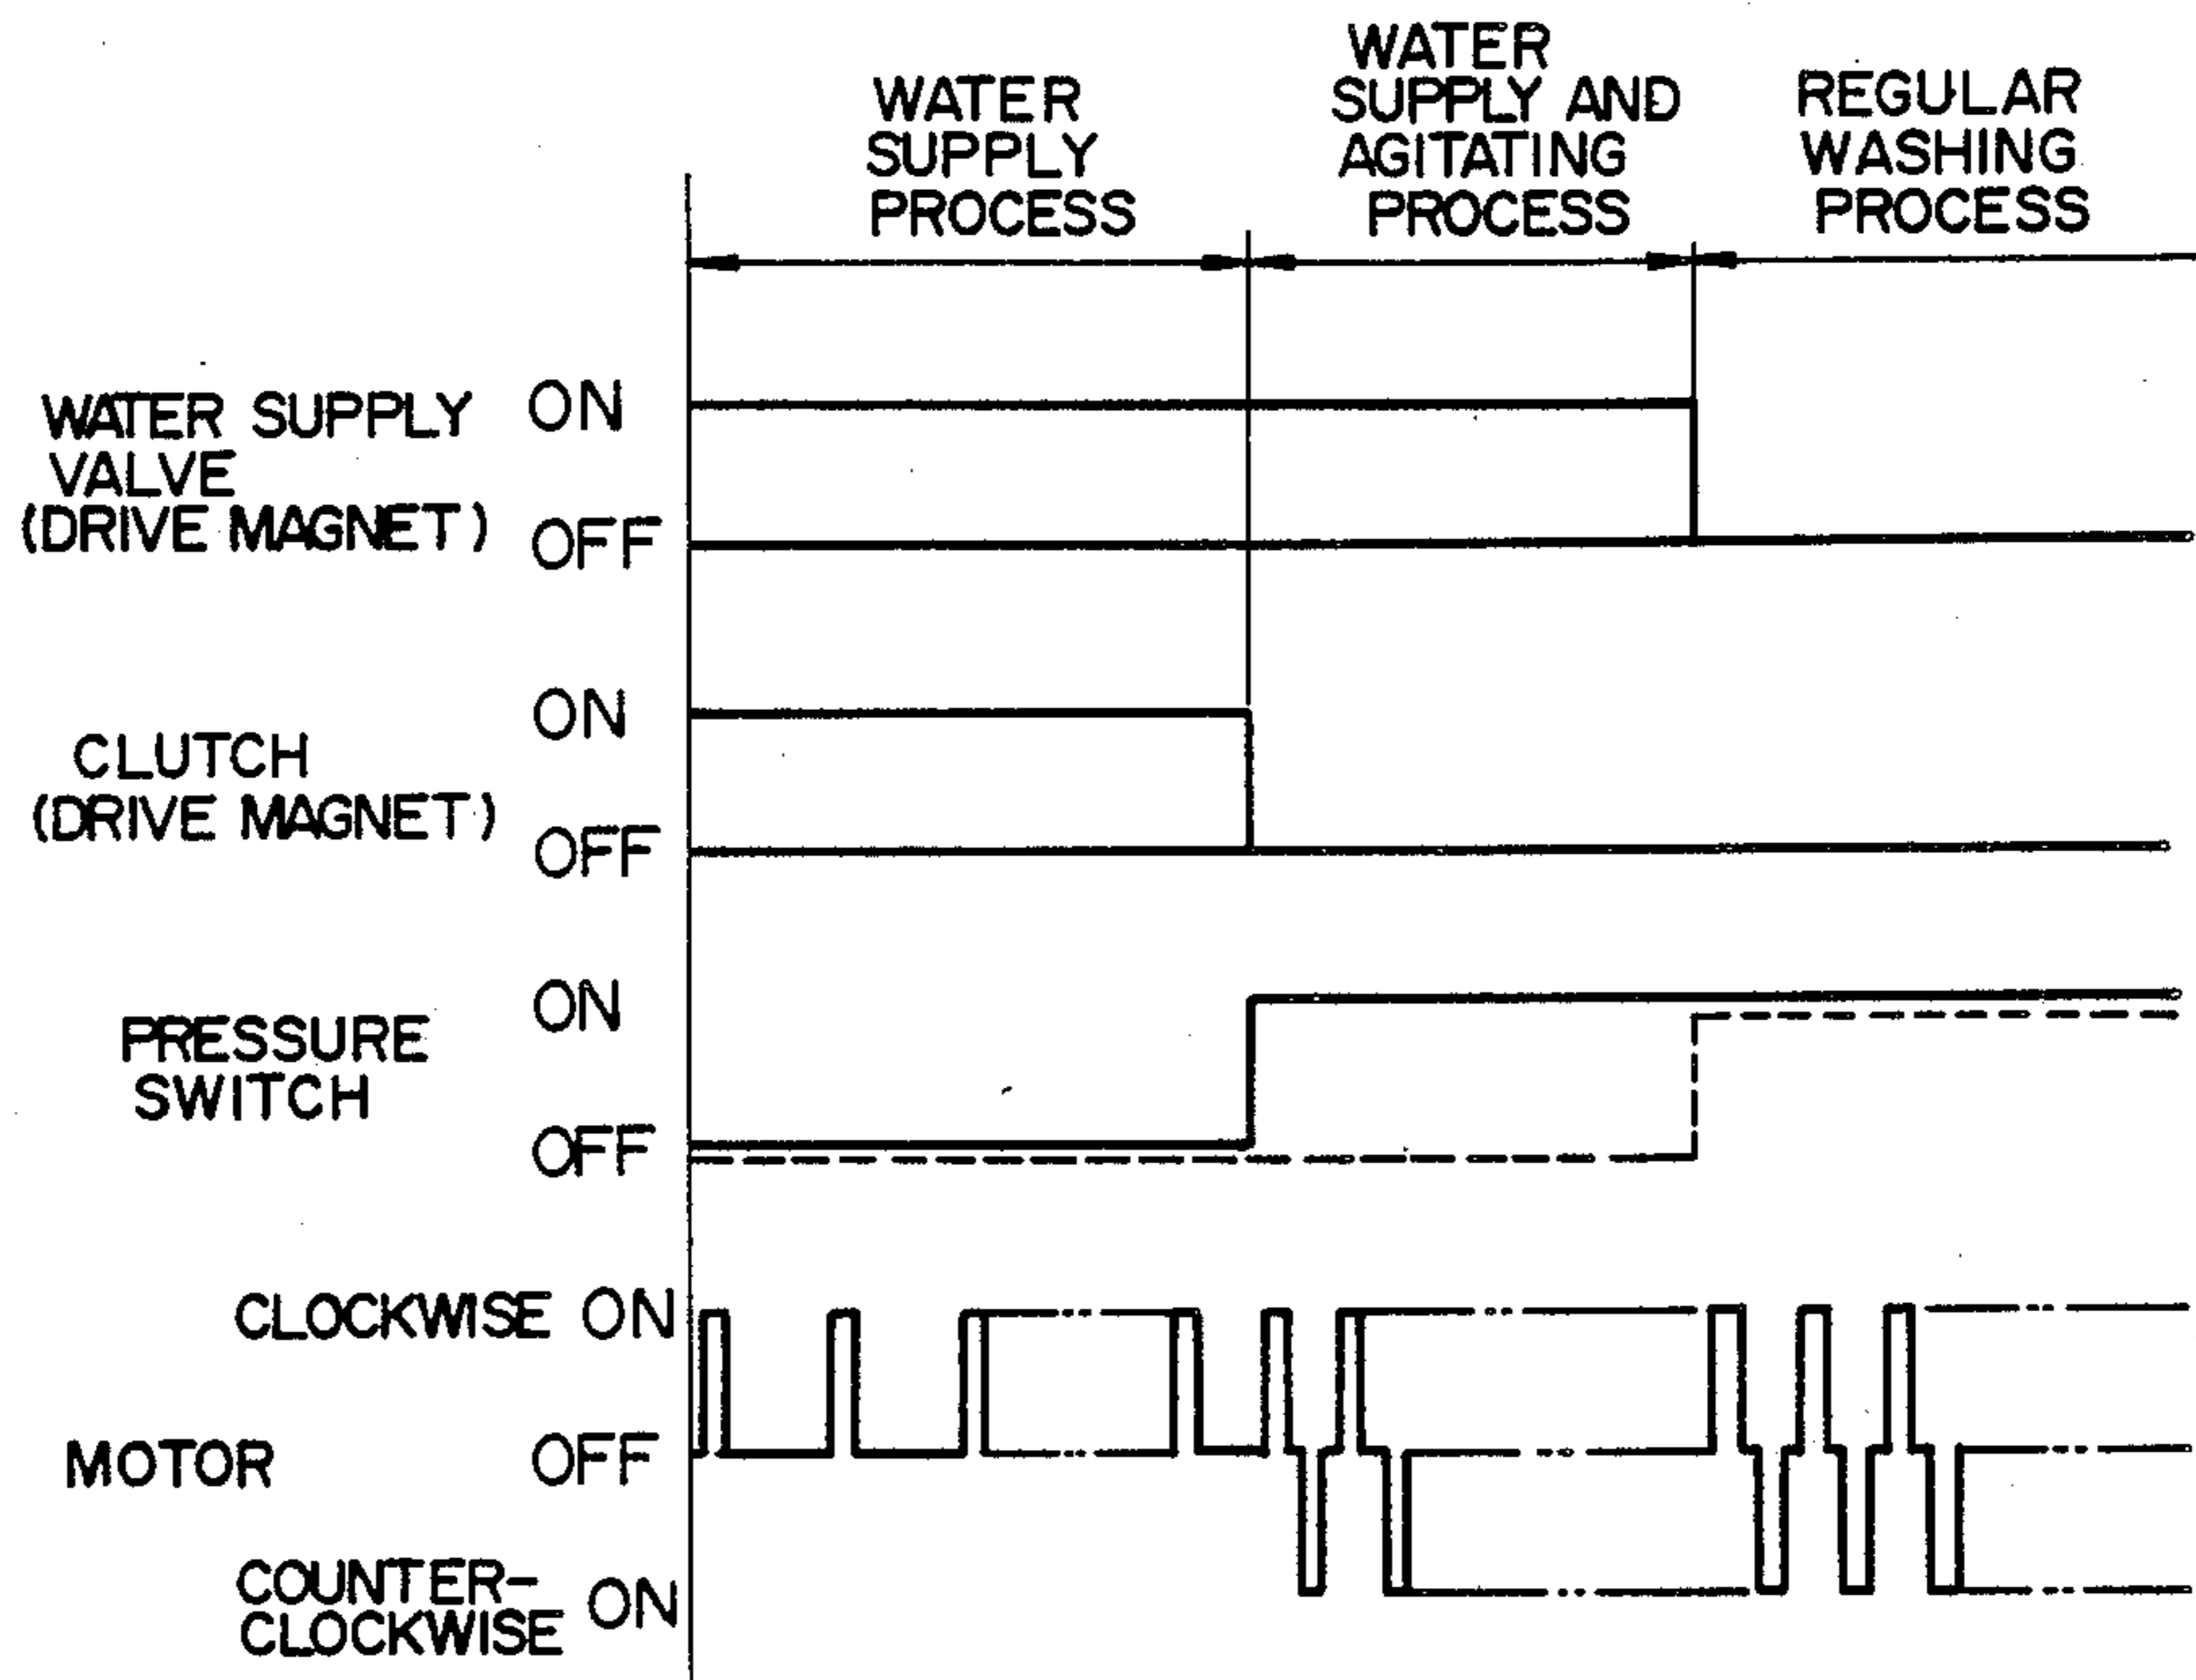 WATER
SUPPLY
PROCESS
WATER
SUPPLY AND
AGITATING
PROCESS
REGULAR
WASHING
PROCESS
WATER SUPPLY
VALVE
(DRIVE MAGNET)
ON
OFF
CLUTCH
(DRIVE MAGNET)
ON
OFF
PRESSURE
SWITCH
ON
OFF
CLOCKWISE ON
MOTOR OFF
COUNTER-
CLOCKWISE ON